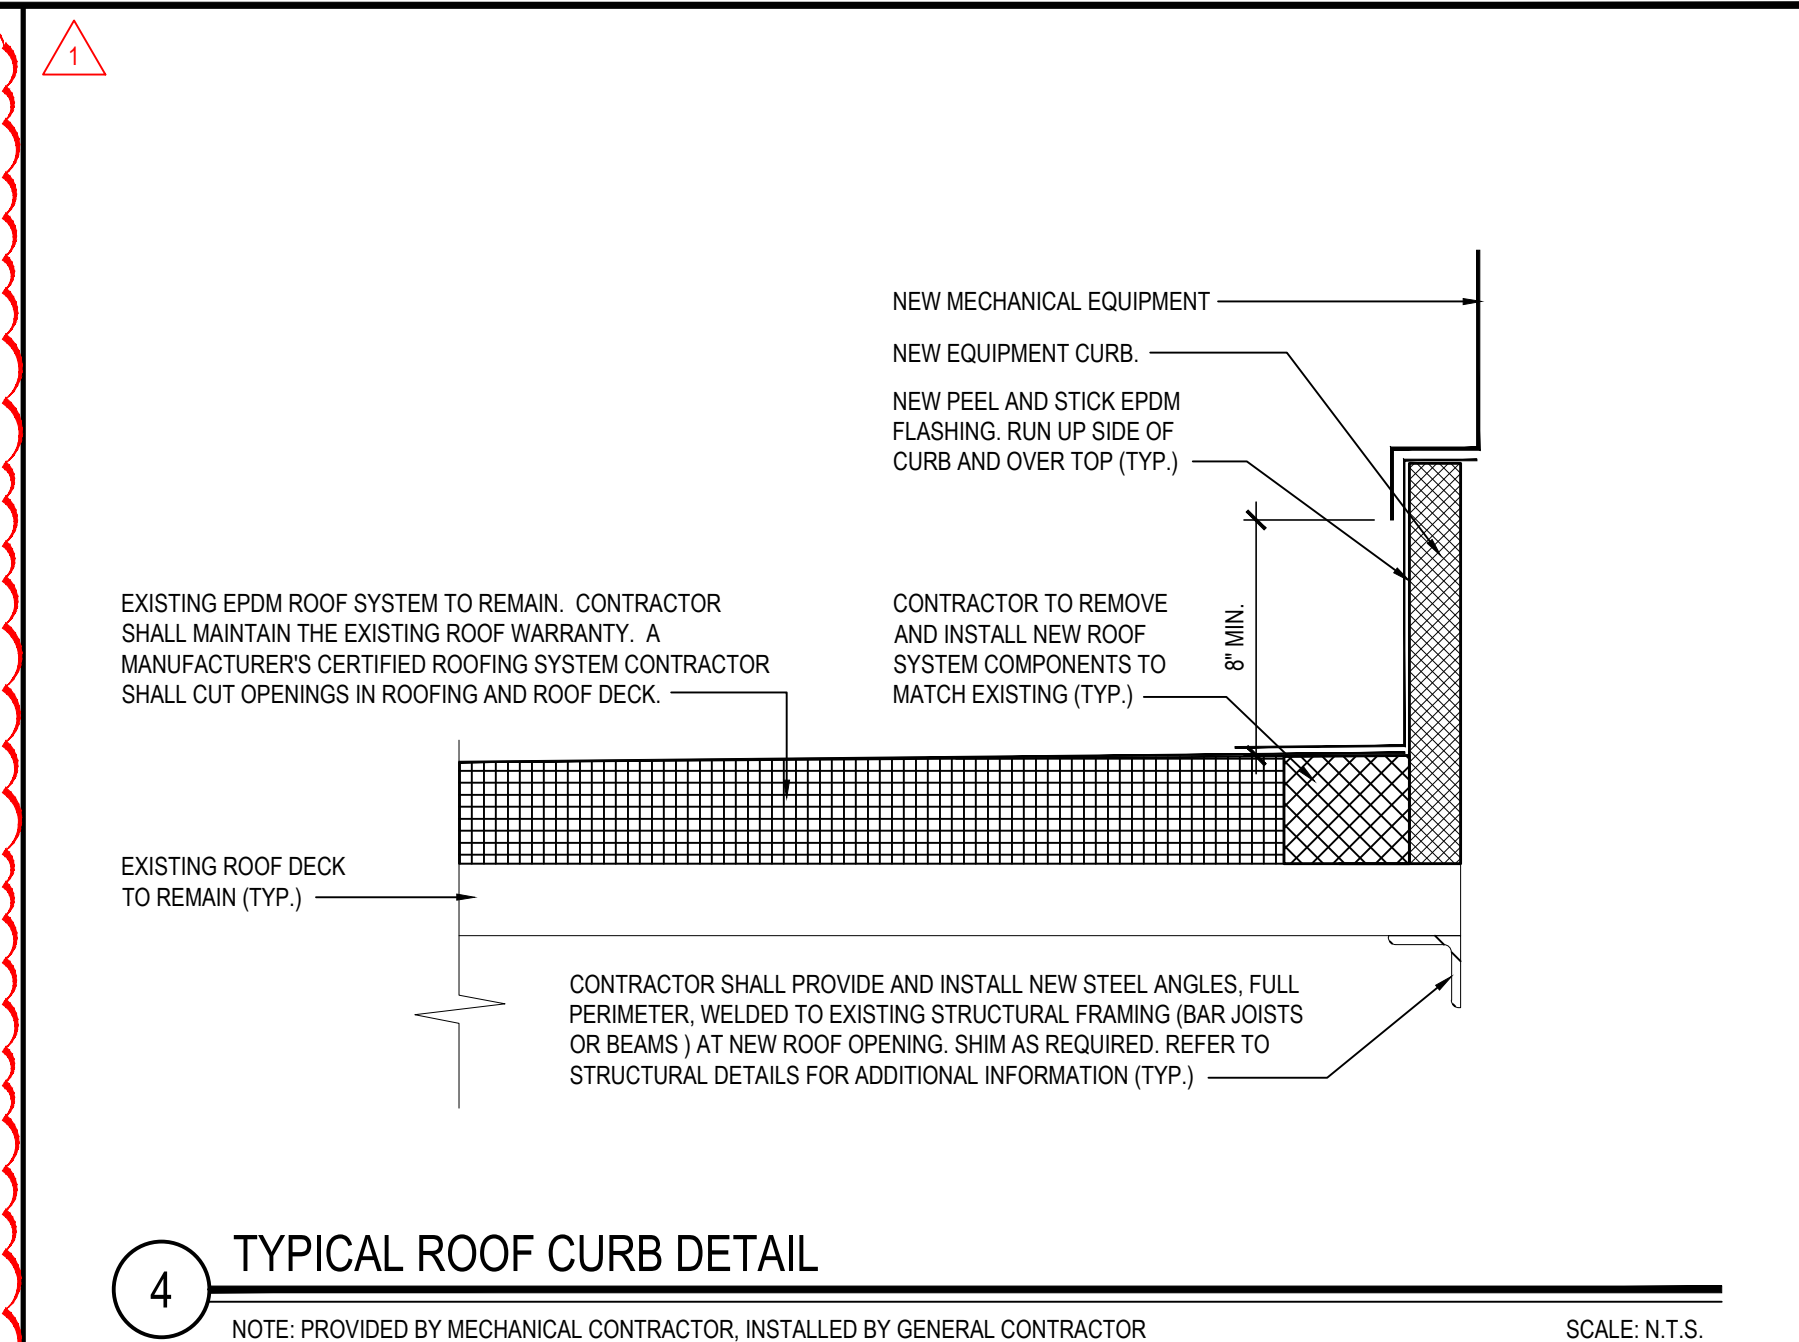 1
NEW MECHANICAL EQUIPMENT
NEW EQUIPMENT CURB.
NEW PEEL AND STICK EPDM
FLASHING. RUN UP SIDE OF
CURB AND OVER TOP (TYP.)
EXISTING EPDM ROOF SYSTEM TO REMAIN. CONTRACTOR
SHALL MAINTAIN THE EXISTING ROOF WARRANTY. A
MANUFACTURER'S CERTIFIED ROOFING SYSTEM CONTRACTOR
SHALL CUT OPENINGS IN ROOFING AND ROOF DECK.
CONTRACTOR TO REMOVE
AND INSTALL NEW ROOF
SYSTEM COMPONENTS TO
MATCH EXISTING (TYP.)
8" MIN.
EXISTING ROOF DECK
TO REMAIN (TYP.)
CONTRACTOR SHALL PROVIDE AND INSTALL NEW STEEL ANGLES, FULL
PERIMETER, WELDED TO EXISTING STRUCTURAL FRAMING (BAR JOISTS
OR BEAMS ) AT NEW ROOF OPENING. SHIM AS REQUIRED. REFER TO
STRUCTURAL DETAILS FOR ADDITIONAL INFORMATION (TYP.)
4
TYPICAL ROOF CURB DETAIL
NOTE: PROVIDED BY MECHANICAL CONTRACTOR, INSTALLED BY GENERAL CONTRACTOR
SCALE: N.T.S.